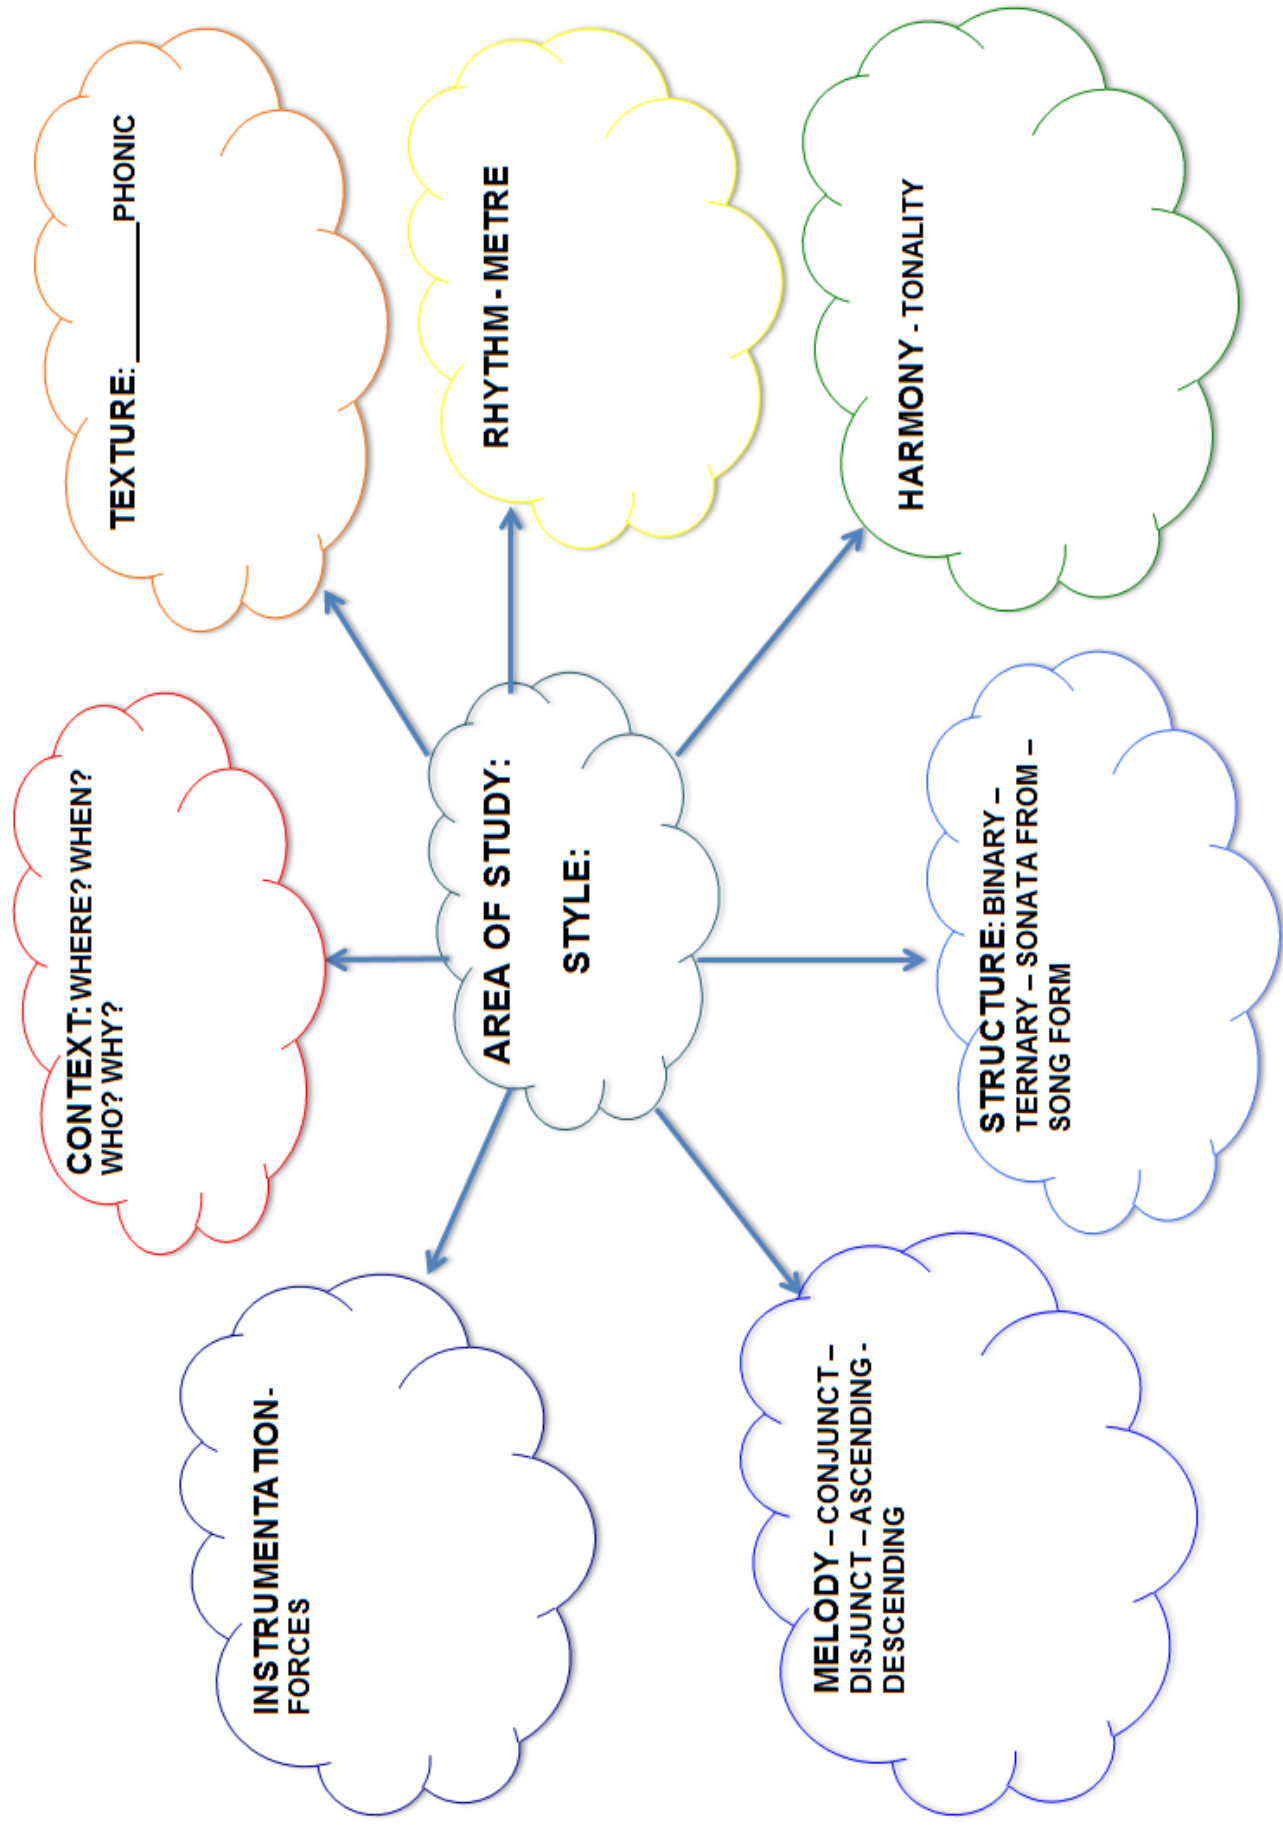 CONTEXT: WHERE? WHEN?
WHO? WHY?
TEXTURE: __________PHONIC
INSTRUMENTATION-
FORCES
AREA OF STUDY:
STYLE:
RHYTHM - METRE
MELODY – CONJUNCT –
DISJUNCT – ASCENDING -
DESCENDING
STRUCTURE: BINARY –
TERNARY – SONATA FROM –
SONG FORM
HARMONY - TONALITY